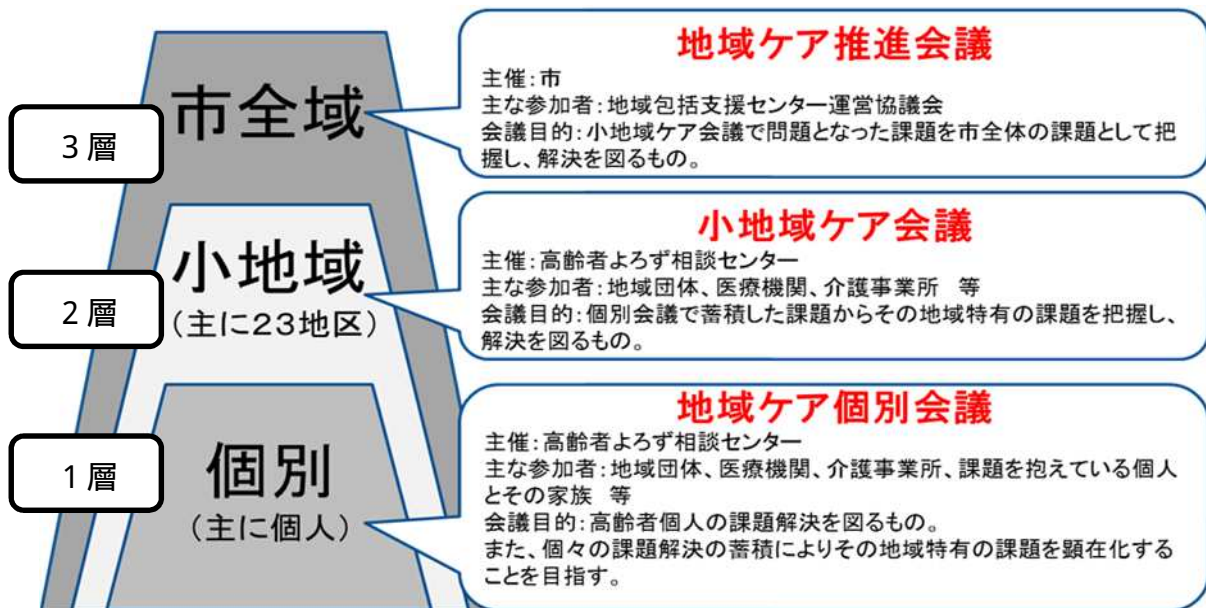 3層
市全域
地域ケア推進会議
主催:市
主な参加者:地域包括支援センター運営協議会
会議目的:小地域ケア会議で問題となった課題を市全体の課題として把
握し、解決を図るもの。
2層
小地域
(主に23地区)
小地域ケア会議
主催:高齢者よろず相談センター
主な参加者:地域団体、医療機関、介護事業所 等
会議目的:個別会議で蓄積した課題からその地域特有の課題を把握し、
解決を図るもの。
1層
個別
(主に個人)
地域ケア個別会議
主催:高齢者よろず相談センター
主な参加者:地域団体、医療機関、介護事業所、課題を抱えている個人
とその家族 等
会議目的:高齢者個人の課題解決を図るもの。
また、個々の課題解決の蓄積によりその地域特有の課題を顕在化する
ことを目指す。